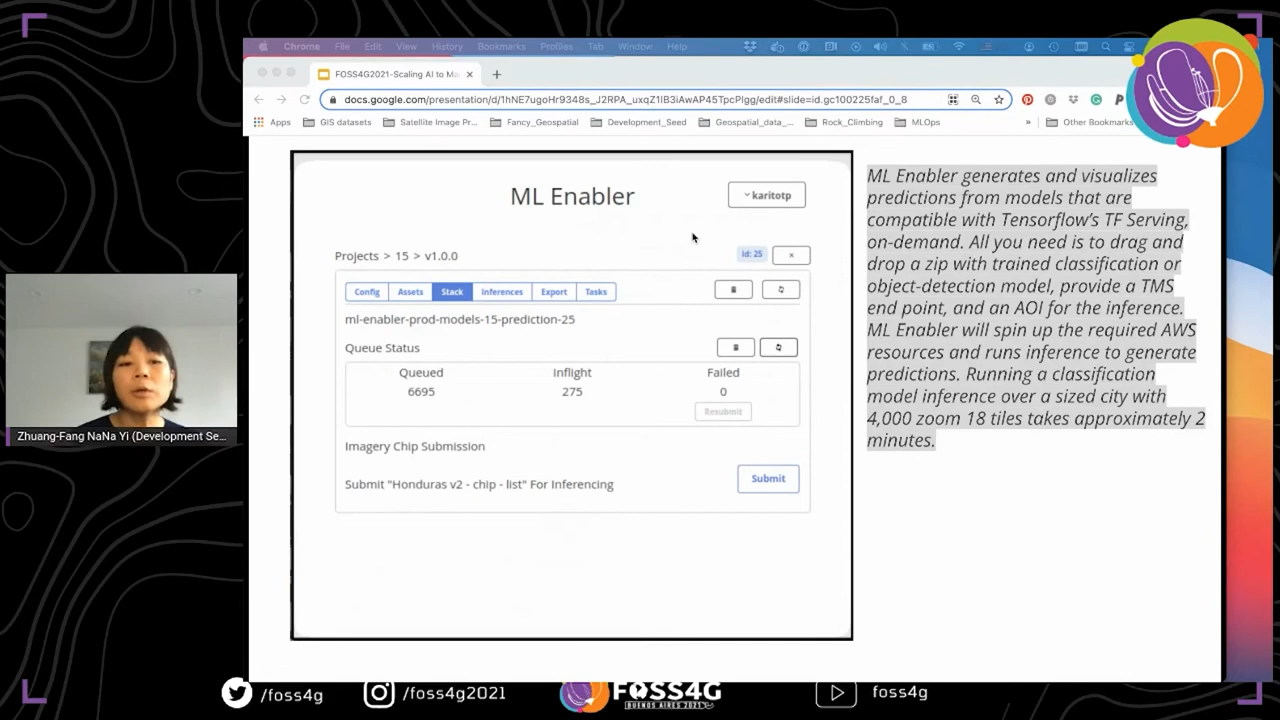 Chrome File Edit View History Bookmarks Profiles Tab Window Help
FOSS4G2021-Scaling AI to Ma
docs.google.com/presentation/d/1hNE7ugoHr9348s_J2RPA_uxqZ1IB3iAwAP45TpcPlgg/edit#slide=id.gc100225faf_0_8
Apps GIS datasets Satellite Image Pr... Fancy_Geospatial Development_Seed Geospatial_data_... Rock_Climbing MLOps » Other Bookmarks
ML Enabler
karitotp
Projects > 15 > v1.0.0
id: 25
Config Assets Stack Inferences Export Tasks
ml-enabler-prod-models-15-prediction-25
Queue Status
Queued Inflight Failed
6695 275 0
Resubmit
Imagery Chip Submission
Submit "Honduras v2 - chip - list" For Inferencing
Submit
ML Enabler generates and visualizes
predictions from models that are
compatible with Tensorflow's TF Serving,
on-demand. All you need is to drag and
drop a zip with trained classification or
object-detection model, provide a TMS
end point, and an AOI for the inference.
ML Enabler will spin up the required AWS
resources and runs inference to generate
predictions. Running a classification
model inference over a sized city with
4,000 zoom 18 tiles takes approximately 2
minutes.
Zhuang-Fang NaNa Yi (Development Se...
/foss4g
/foss4g2021
FOSS4G
BUENOS AIRES 2021
foss4g